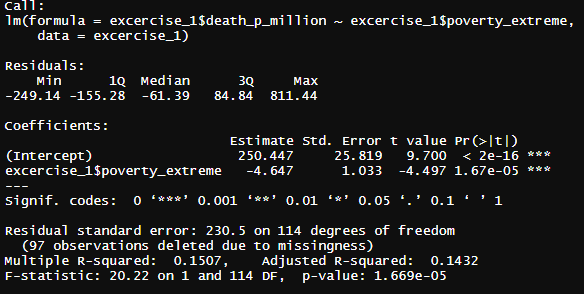 Call:
lm(formula = excercise_1$death_p_million ~ excercise_1$poverty_extreme,
    data = excercise_1)
Residuals:
    Min      1Q  Median      3Q     Max
-249.14 -155.28  -61.39   84.84  811.44
Coefficients:
                            Estimate Std. Error t value Pr(>|t|)
(Intercept)                  250.447     25.819   9.700  < 2e-16 ***
excercise_1$poverty_extreme   -4.647      1.033  -4.497 1.67e-05 ***
---
Signif. codes:  0 ‘***’ 0.001 ‘**’ 0.01 ‘*’ 0.05 ‘.’ 0.1 ‘ ’ 1
Residual standard error: 230.5 on 114 degrees of freedom
  (97 observations deleted due to missingness)
Multiple R-squared:  0.1507,    Adjusted R-squared:  0.1432
F-statistic: 20.22 on 1 and 114 DF,  p-value: 1.669e-05